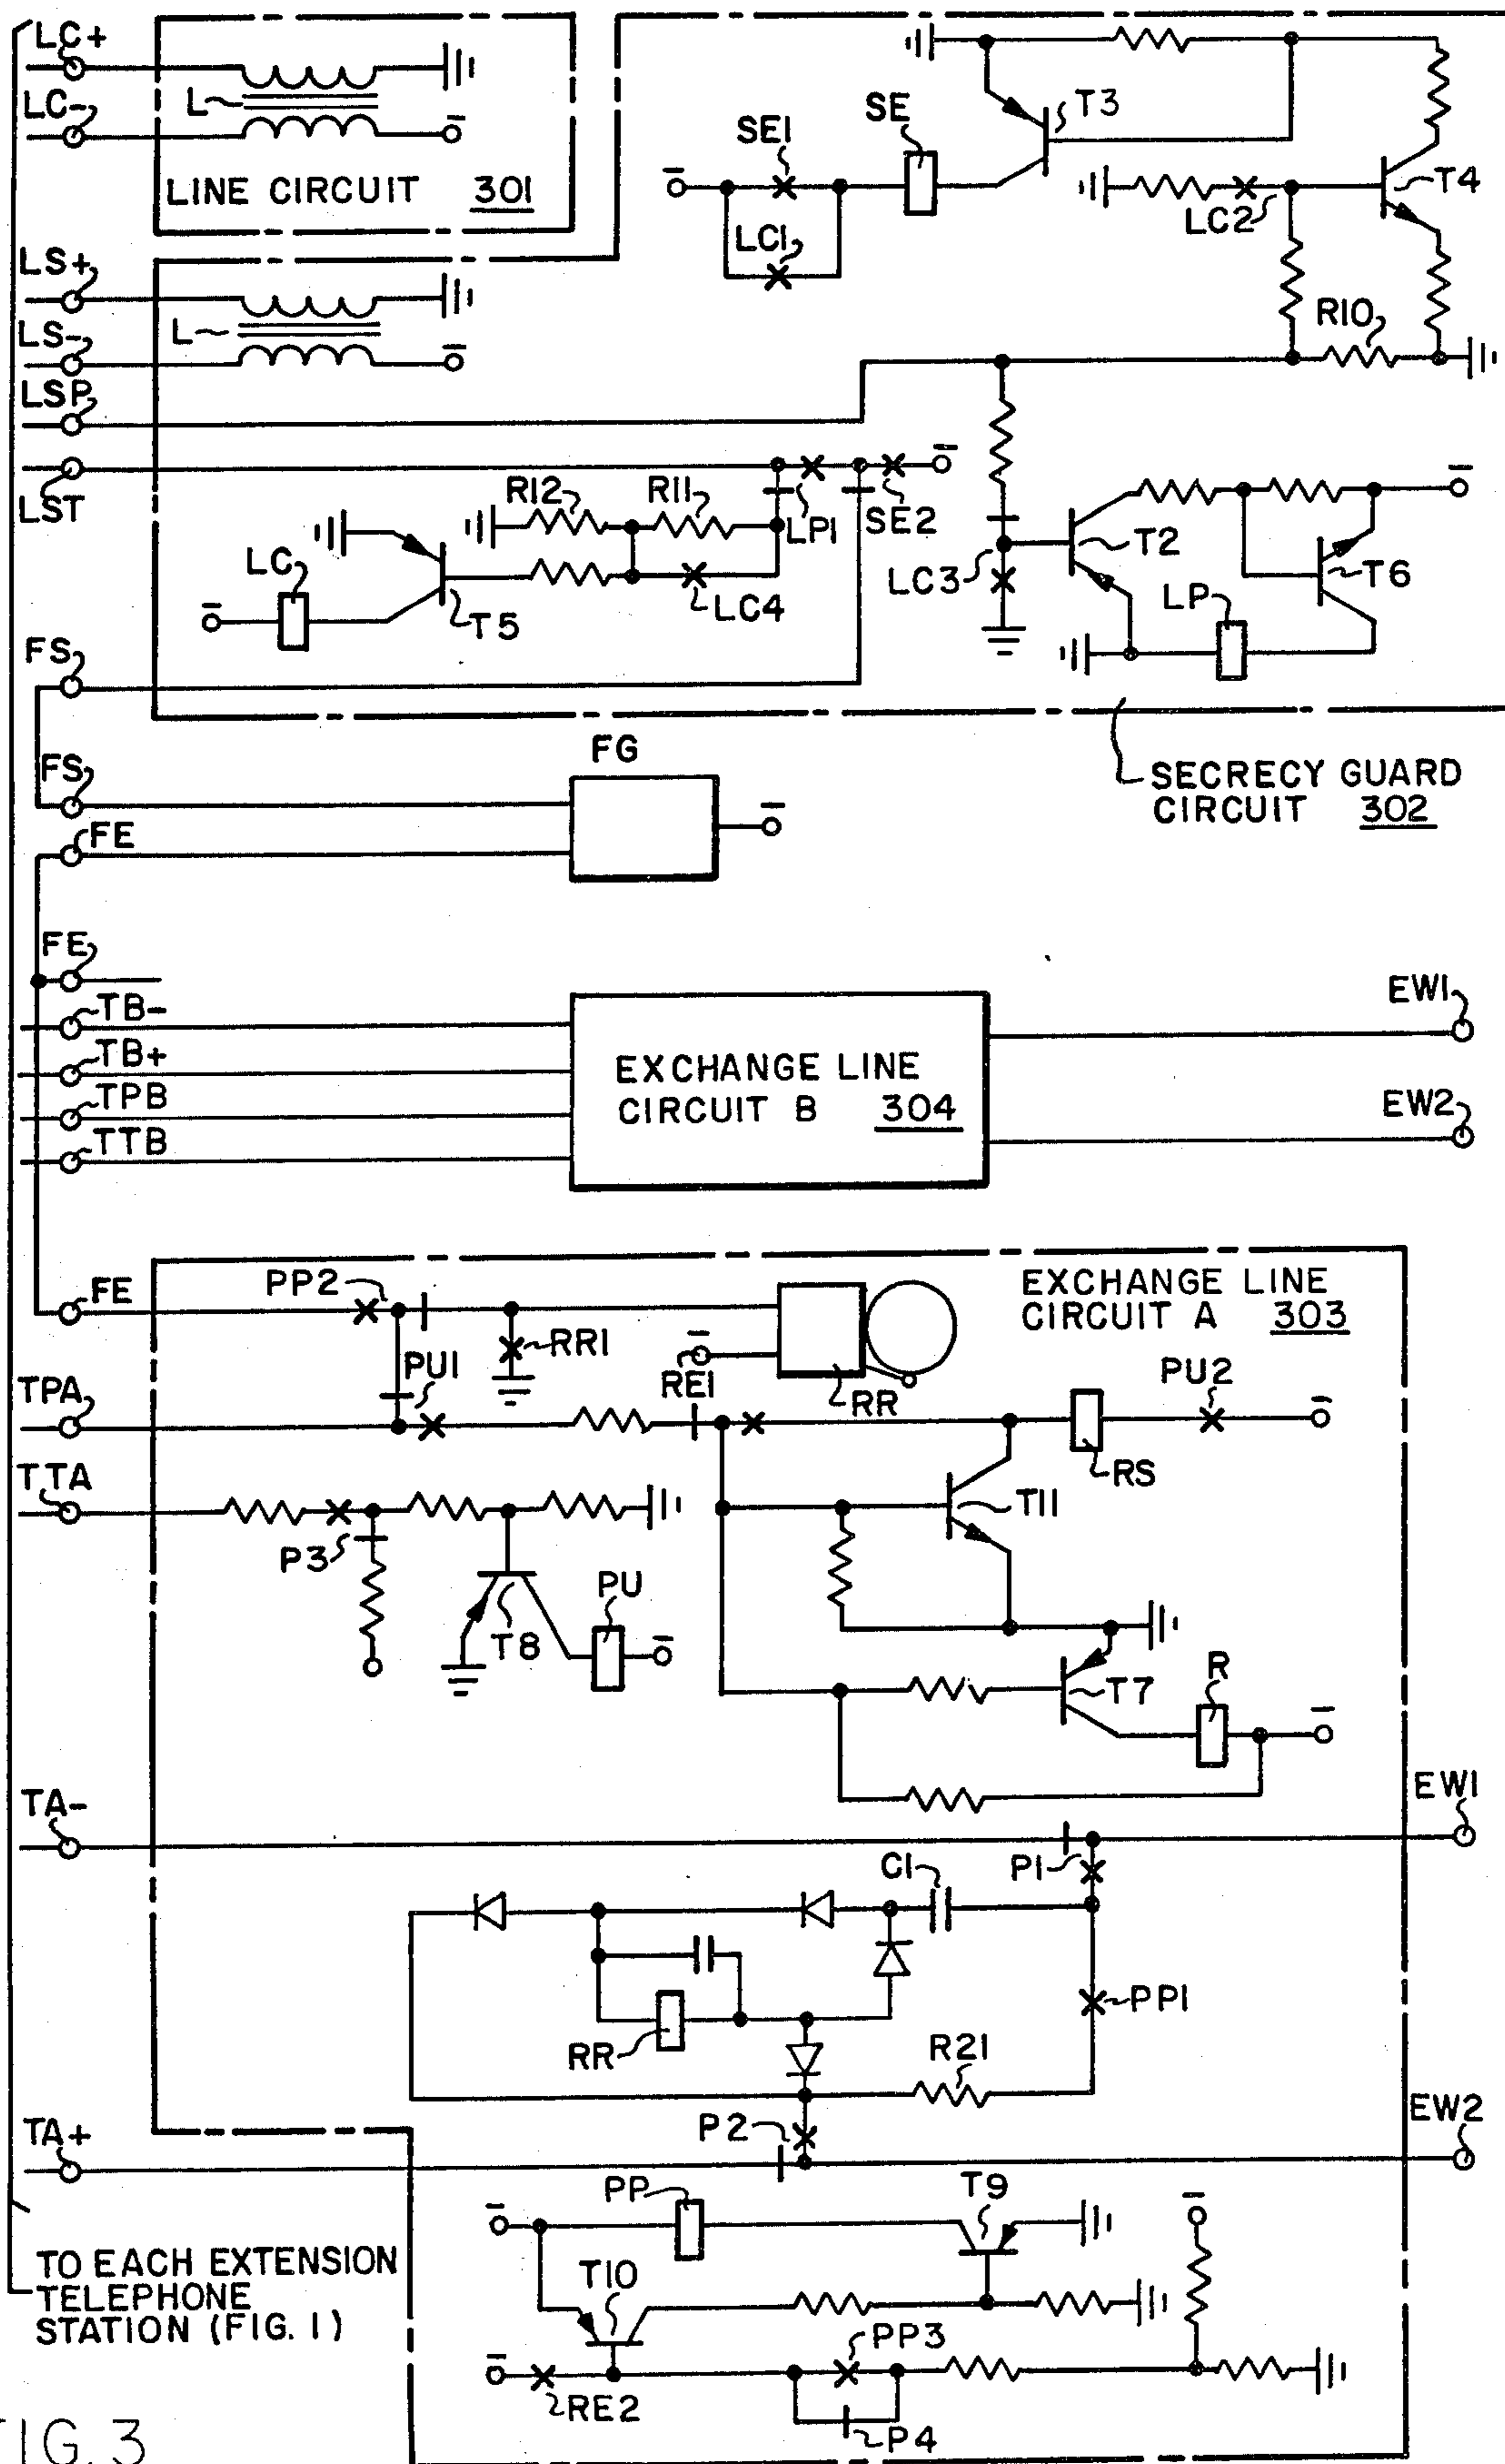 LC+
LC-
L
LINE CIRCUIT 301
SE1
SE
T3
LC1
LC2
T4
LS+
LS-
L
LSP
LST
R10
R12
R11
LP1
SE2
LC
T5
LC4
LC3
T2
T6
LP
FS
SECRECY GUARD
CIRCUIT 302
FS
FG
FE
FE
TB-
TB+
TPB
TTB
EXCHANGE LINE
CIRCUIT B 304
EW1
EW2
FE
PP2
RR1
EXCHANGE LINE
CIRCUIT A 303
PU1
RE1
RR
PU2
TPA
RS
TTA
P3
T8
PU
T11
T7
R
TA-
EW1
P1
C1
PP1
RR
R21
TA+
P2
EW2
PP
T9
T10
PP3
RE2
P4
TO EACH EXTENSION
TELEPHONE
STATION (FIG. 1)
FIG. 3